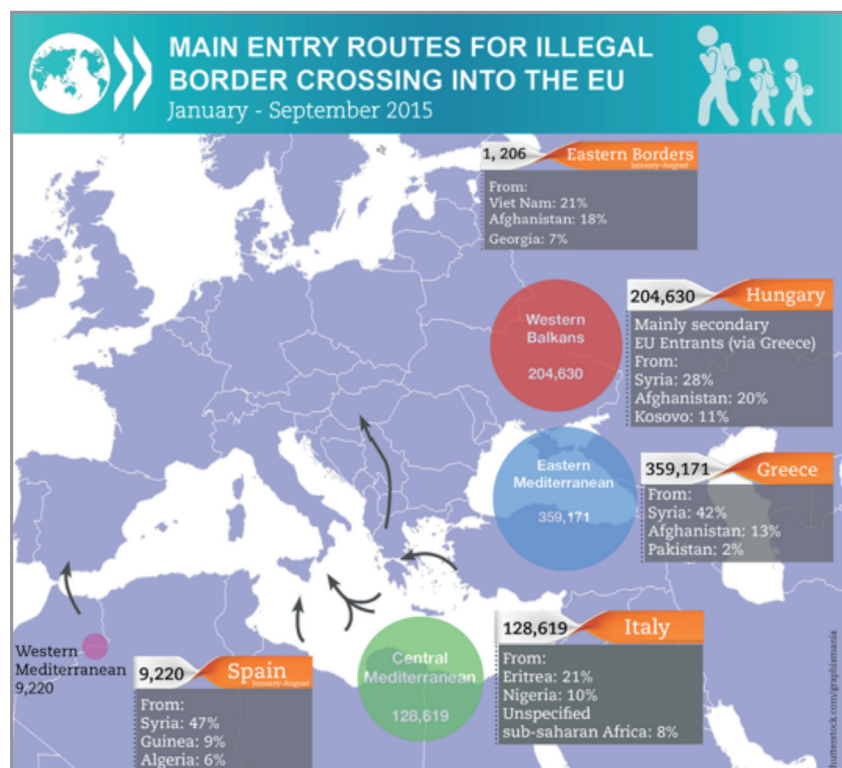 MAIN ENTRY ROUTES FOR ILLEGAL
BORDER CROSSING INTO THE EU
January - September 2015
1, 206
Eastern Borders
January-August
From:
Viet Nam: 21%
Afghanistan: 18%
Georgia: 7%
Western
Balkans
204,630
204,630
Hungary
Mainly secondary
EU Entrants (via Greece)
From:
Syria: 28%
Afghanistan: 20%
Kosovo: 11%
Eastern
Mediterranean
359,171
359,171
Greece
From:
Syria: 42%
Afghanistan: 13%
Pakistan: 2%
Western
Mediterranean
9,220
9,220
Spain
January-August
From:
Syria: 47%
Guinea: 9%
Algeria: 6%
Central
Mediterranean
128,619
128,619
Italy
From:
Eritrea: 21%
Nigeria: 10%
Unspecified
sub-saharan Africa: 8%
hutterstock.com/graphixmania